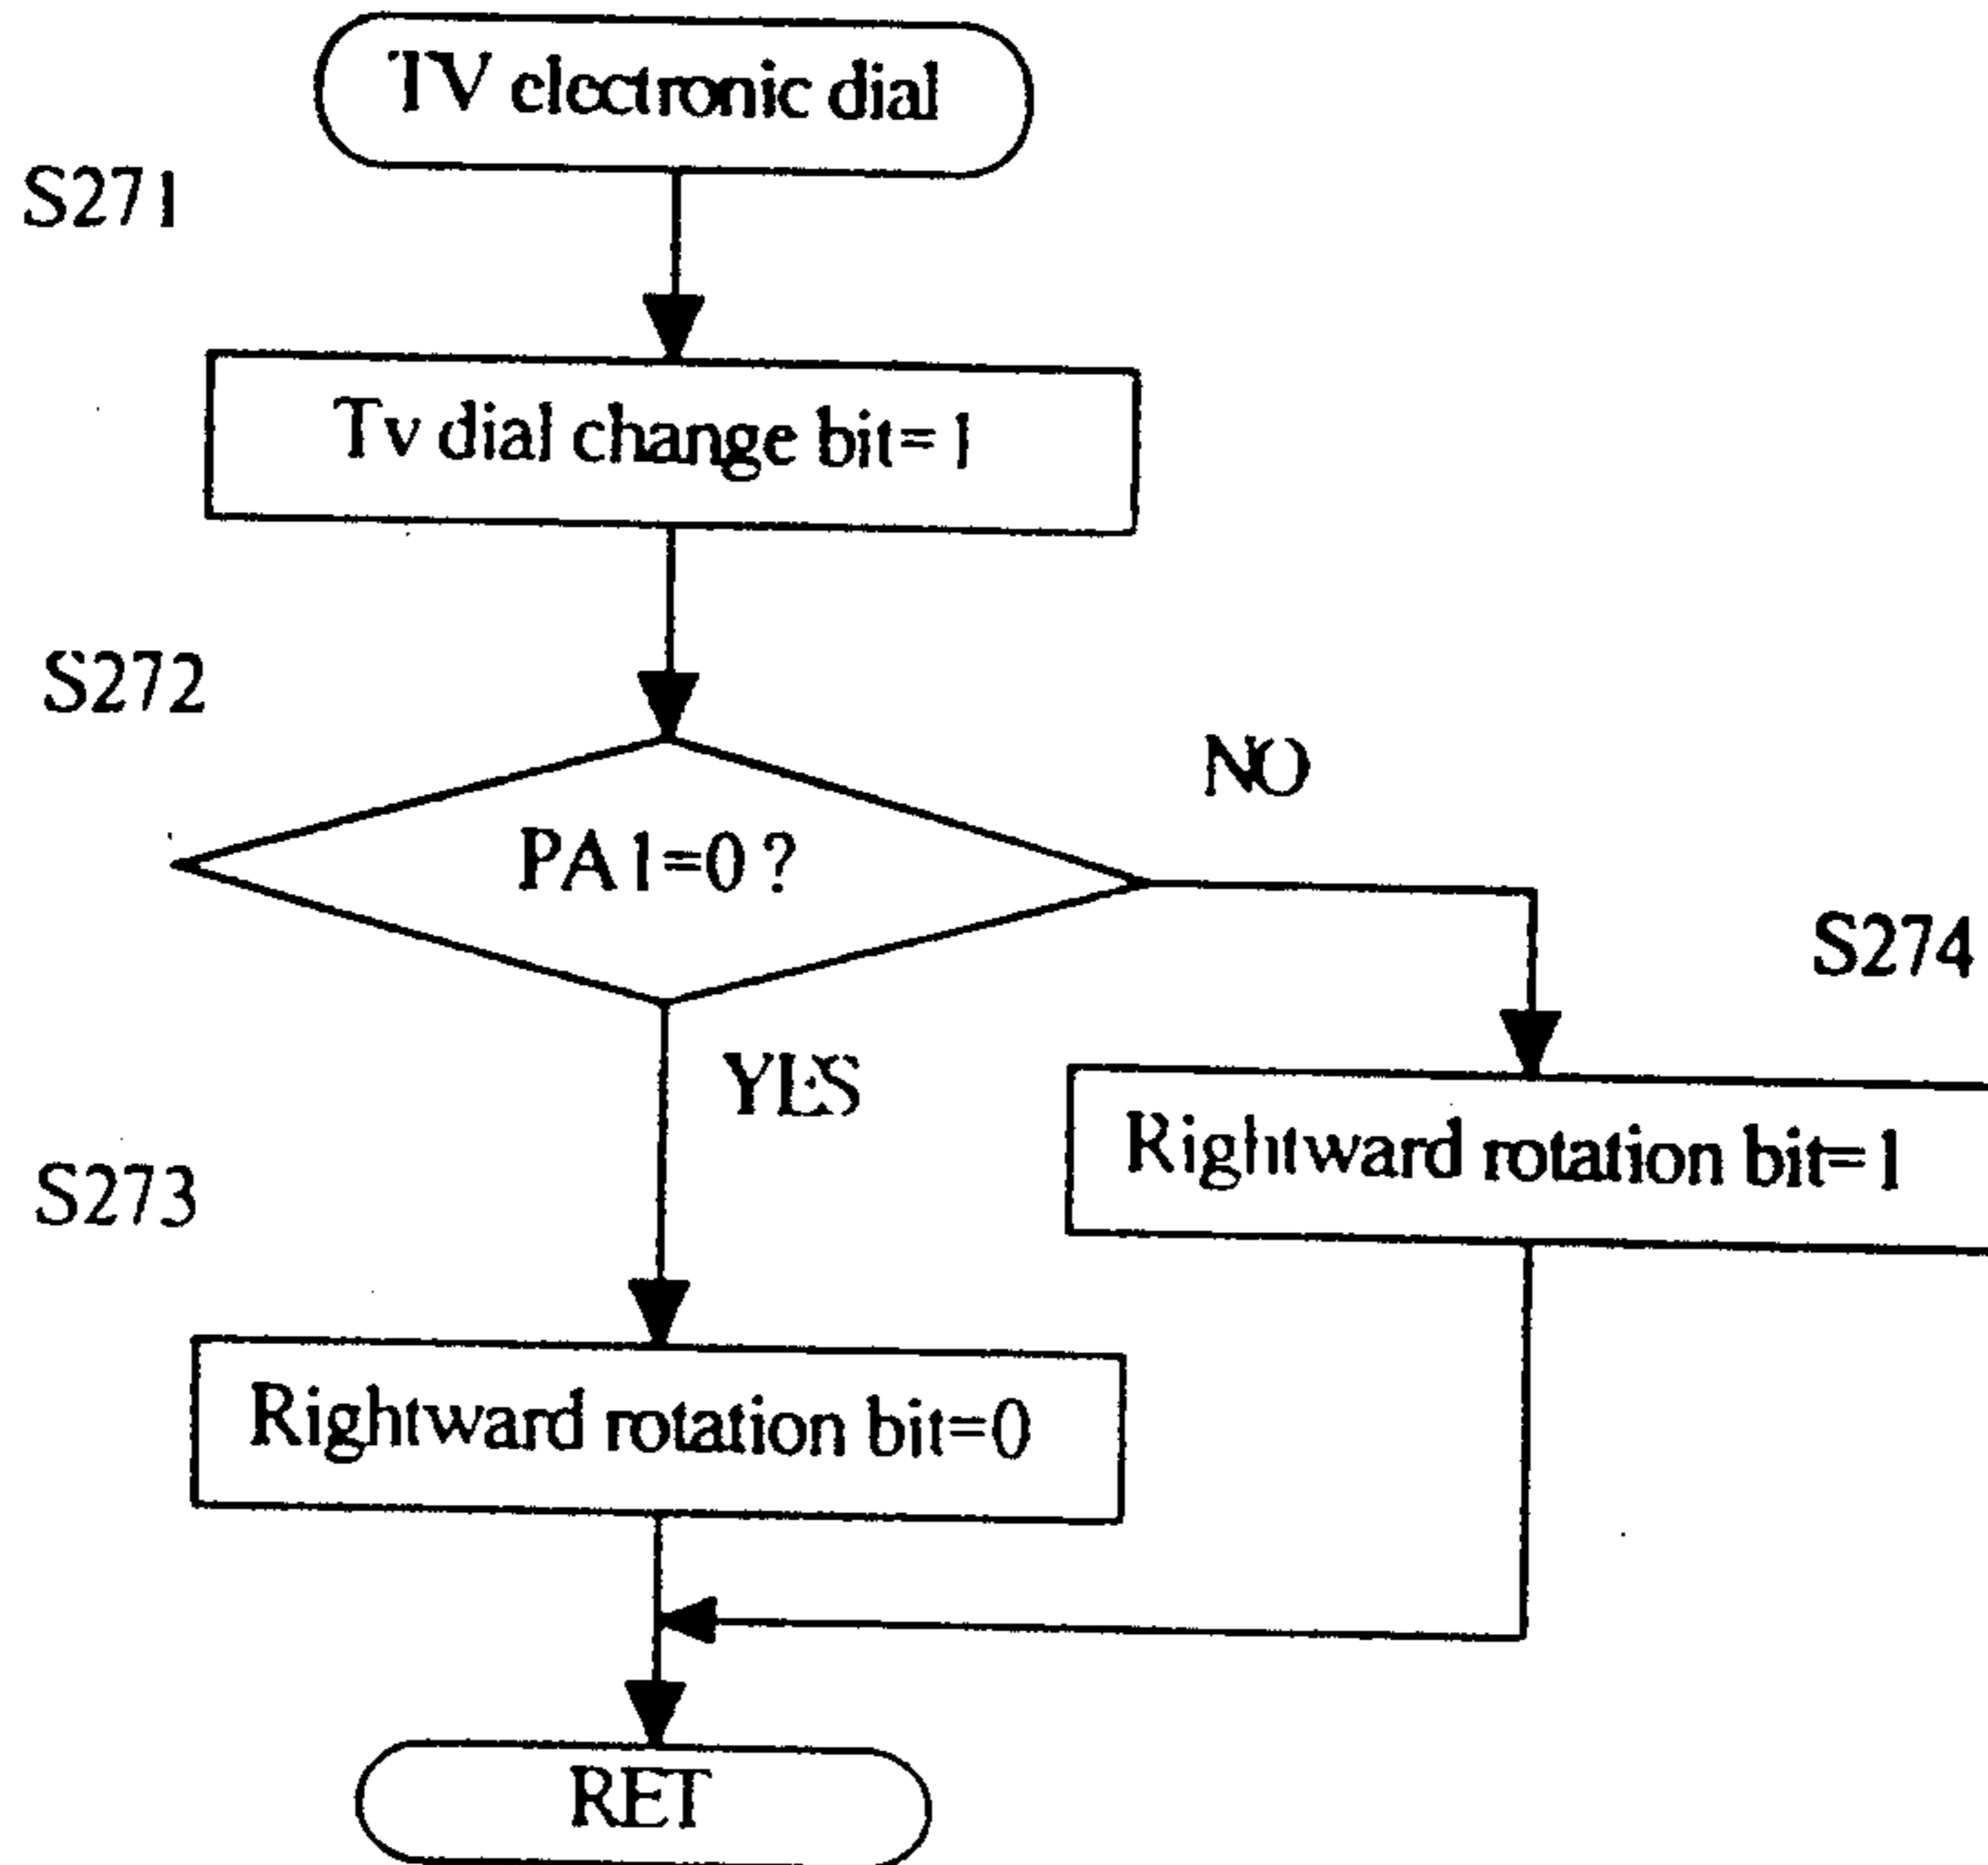 TV electronic dial
S271
Tv dial change bit=1
S272
PA1=0 ?
NO
S274
YES
Rightward rotation bit=1
S273
Rightward rotation bit=0
RET